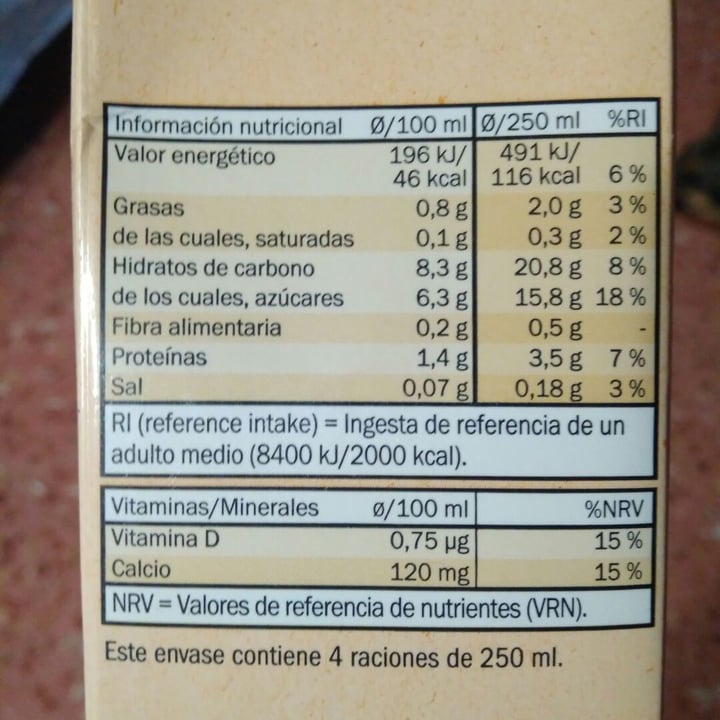 Información nutricional Ø/100 ml Ø/250 ml %RI
Valor energético 196 kJ/ 491 kJ/
46 kcal 116 kcal 6 %
Grasas 0,8 g 2,0 g 3 %
de las cuales, saturadas 0,1 g 0,3 g 2 %
Hidratos de carbono 8,3 g 20,8 g 8 %
de los cuales, azúcares 6,3 g 15,8 g 18 %
Fibra alimentaria 0,2 g 0,5 g -
Proteínas 1,4 g 3,5 g 7 %
Sal 0,07 g 0,18 g 3 %
RI (reference intake) = Ingesta de referencia de un
adulto medio (8400 kJ/2000 kcal).
Vitaminas/Minerales ø/100 ml %NRV
Vitamina D 0,75 µg 15 %
Calcio 120 mg 15 %
NRV = Valores de referencia de nutrientes (VRN).
Este envase contiene 4 raciones de 250 ml.